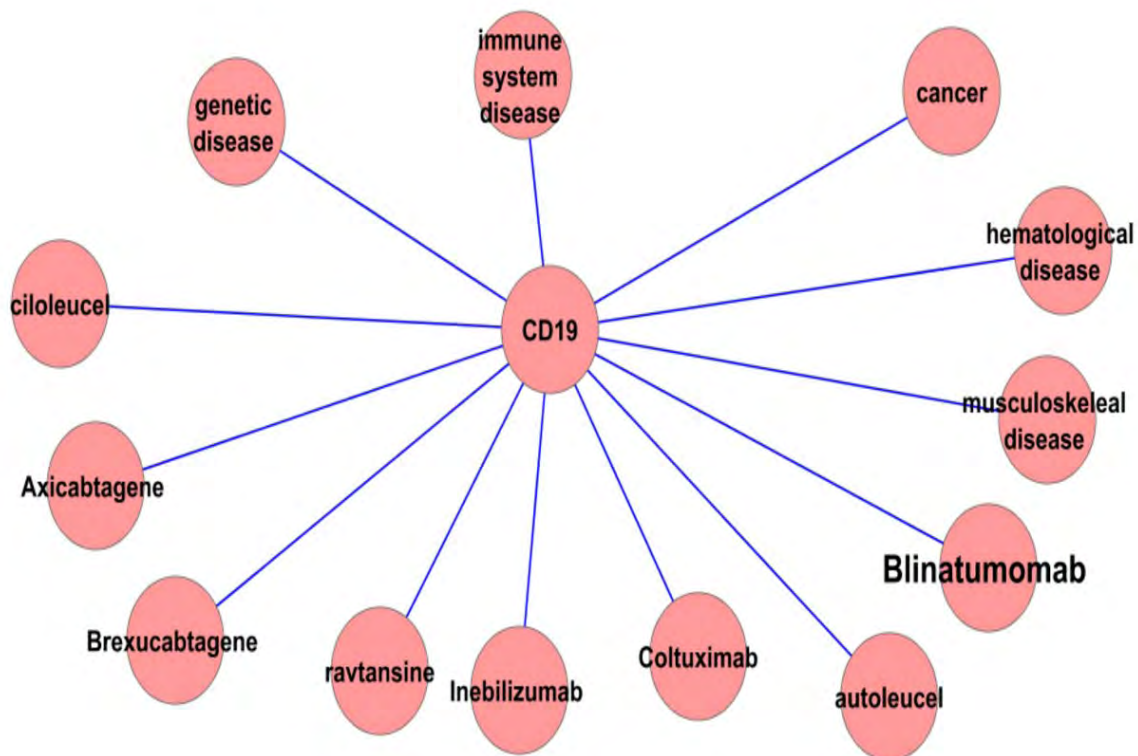 immune
system
disease
genetic
disease
cancer
hematological
disease
ciloleucel
CD19
musculoskeleal
disease
Axicabtagene
Blinatumomab
Brexucabtagene
ravtansine
Inebilizumab
Coltuximab
autoleucel